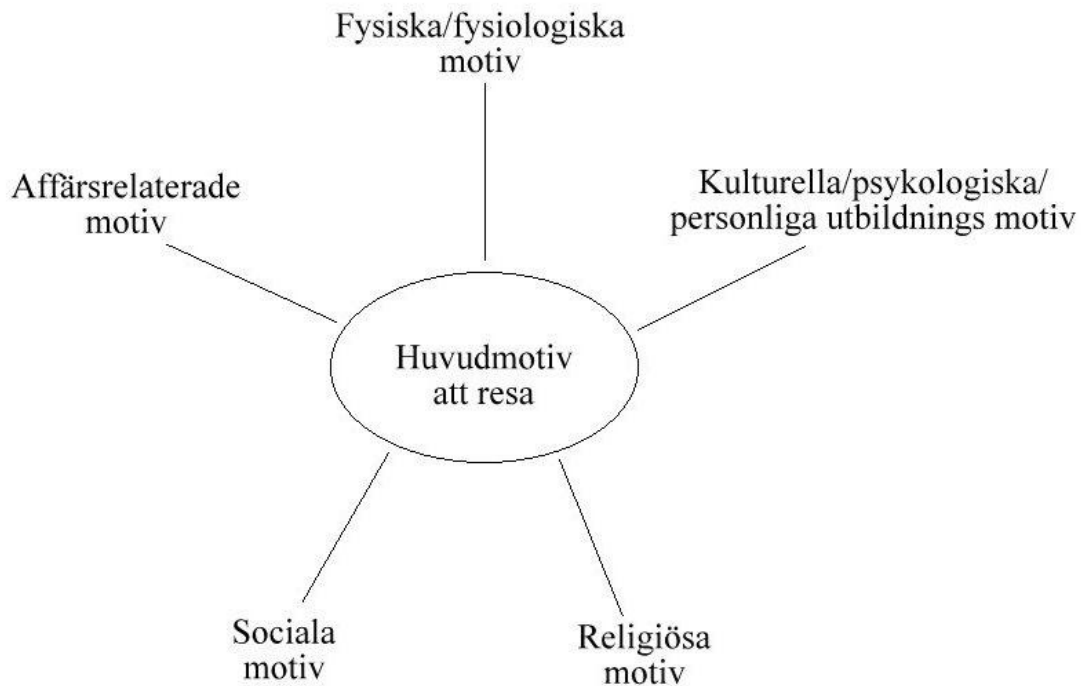 Fysiska/fysiologiska
motiv
Affärsrelaterade
motiv
Kulturella/psykologiska/
personliga utbildnings motiv
Huvudmotiv
att resa
Sociala
motiv
Religiösa
motiv